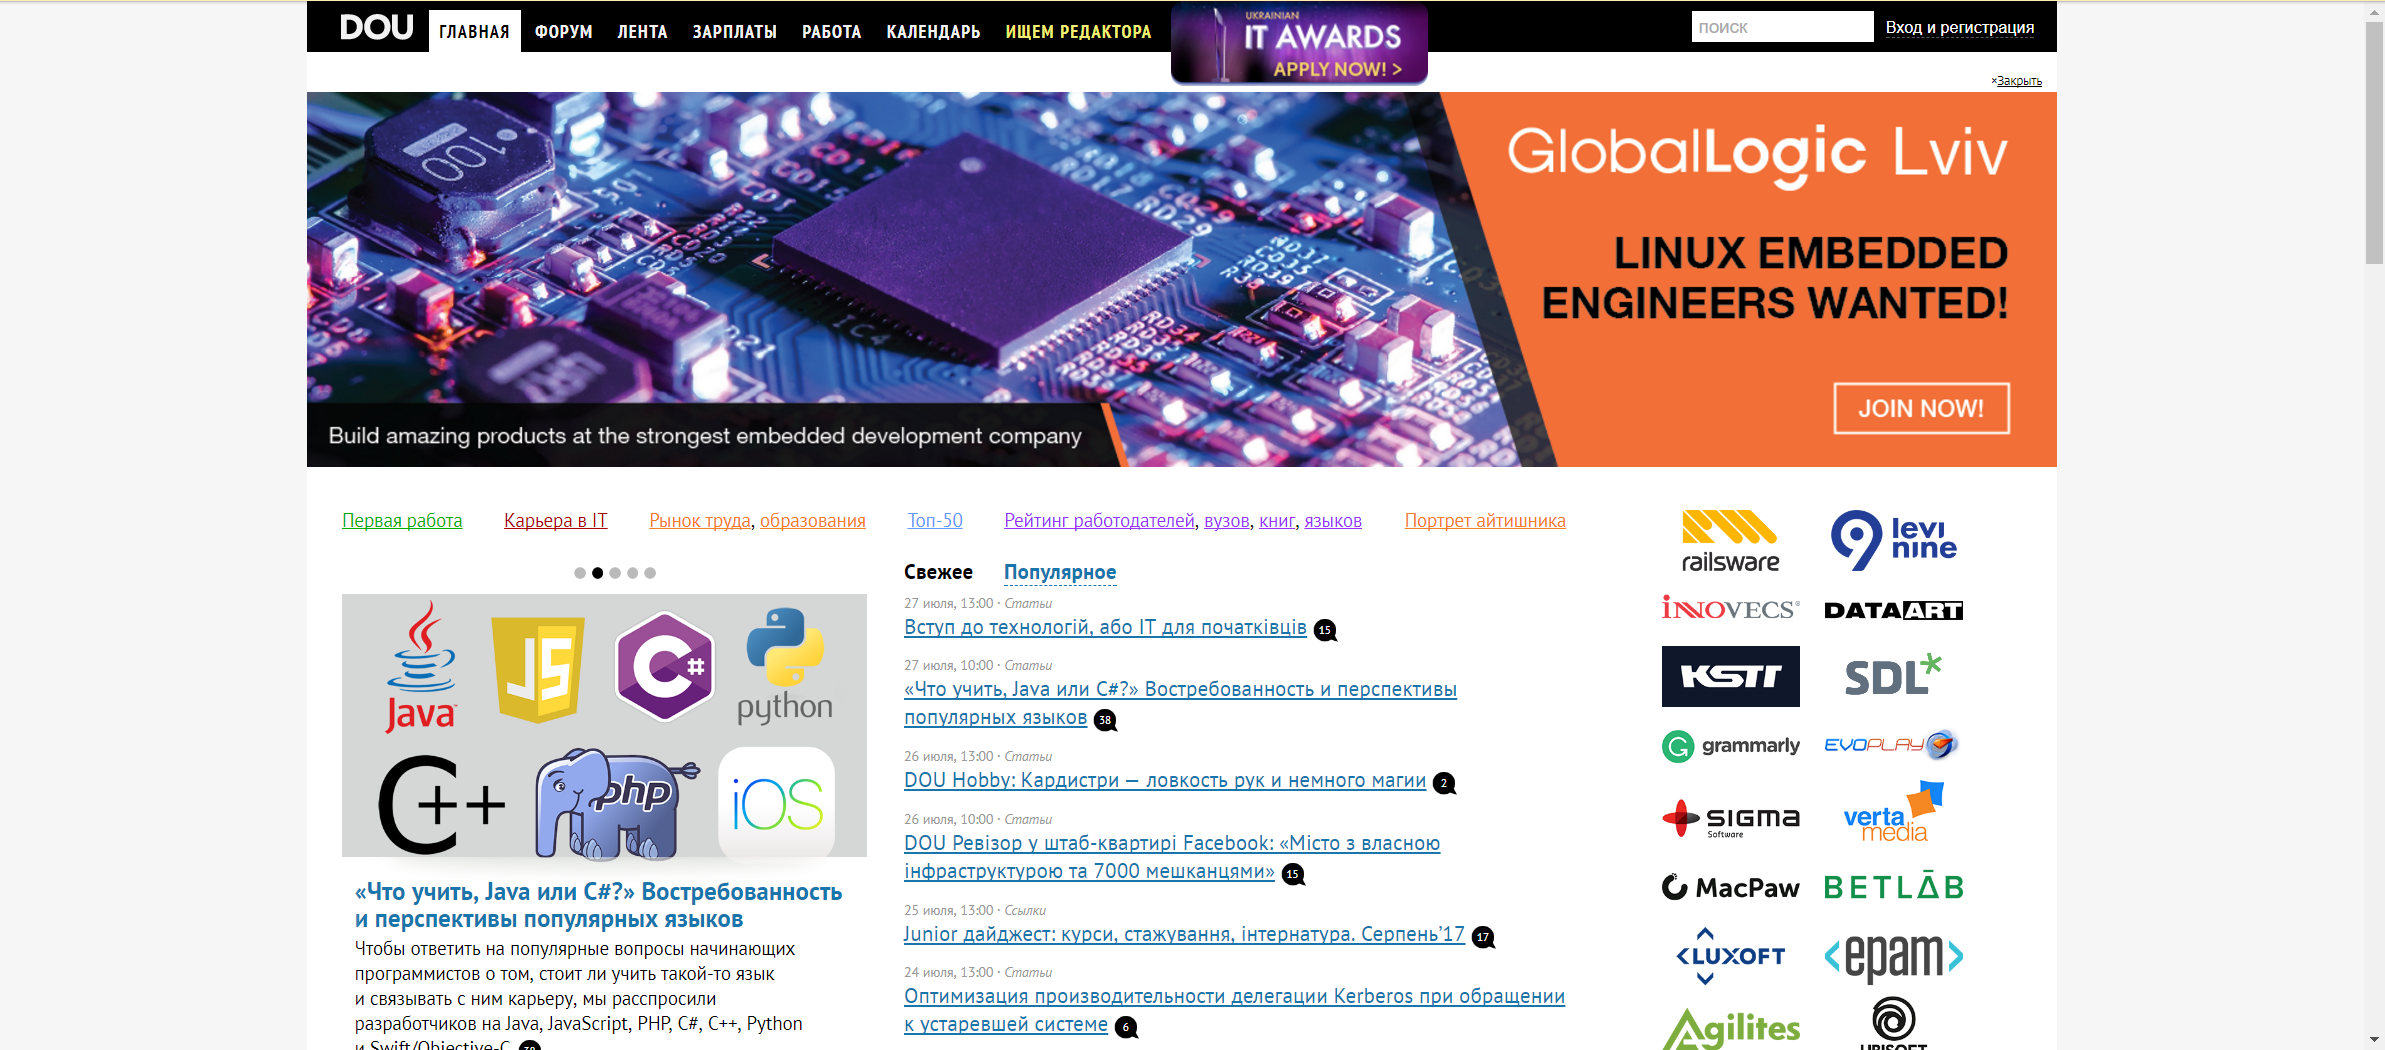 DOU
ГЛАВНАЯ
ФОРУМ
ЛЕНТА
ЗАРПЛАТЫ
РАБОТА
КАЛЕНДАРЬ
ИЩЕМ РЕДАКТОРА
UKRAINIAN
IT AWARDS
APPLY NOW! >
ПОИСК
Вход и регистрация
×Закрыть
GlobalLogic Lviv
LINUX EMBEDDED
ENGINEERS WANTED!
JOIN NOW!
Build amazing products at the strongest embedded development company
Первая работа
Карьера в IT
Рынок труда, образования
Топ-50
Рейтинг работодателей, вузов, книг, языков
Портрет айтишника
Java
JS
C#
python
C++
php
iOS
«Что учить, Java или C#?» Востребованность
и перспективы популярных языков
Чтобы ответить на популярные вопросы начинающих
программистов о том, стоит ли учить такой-то язык
и связывать с ним карьеру, мы расспросили
разработчиков на Java, JavaScript, PHP, C#, C++, Python
и Swift/Objective-C 38
Свежее
Популярное
27 июля, 13:00 · Статьи
Вступ до технологій, або IT для початківців 15
27 июля, 10:00 · Статьи
«Что учить, Java или C#?» Востребованность и перспективы
популярных языков 38
26 июля, 13:00 · Статьи
DOU Hobby: Кардистри — ловкость рук и немного магии 2
26 июля, 10:00 · Статьи
DOU Ревізор у штаб-квартирі Facebook: «Місто з власною
інфраструктурою та 7000 мешканцями» 15
25 июля, 13:00 · Ссылки
Junior дайджест: курси, стажування, інтернатура. Серпень’17 17
24 июля, 13:00 · Статьи
Оптимизация производительности делегации Kerberos при обращении
к устаревшей системе 6
railsware
levi
nine
INNOVECS®
DATAART
KSTI
SDL*
grammarly
EVOPLAY
SIGMA
Software
verta
media
MacPaw
BETLAB
<LUXOFT
<epam>
Agilites
UBISOFT